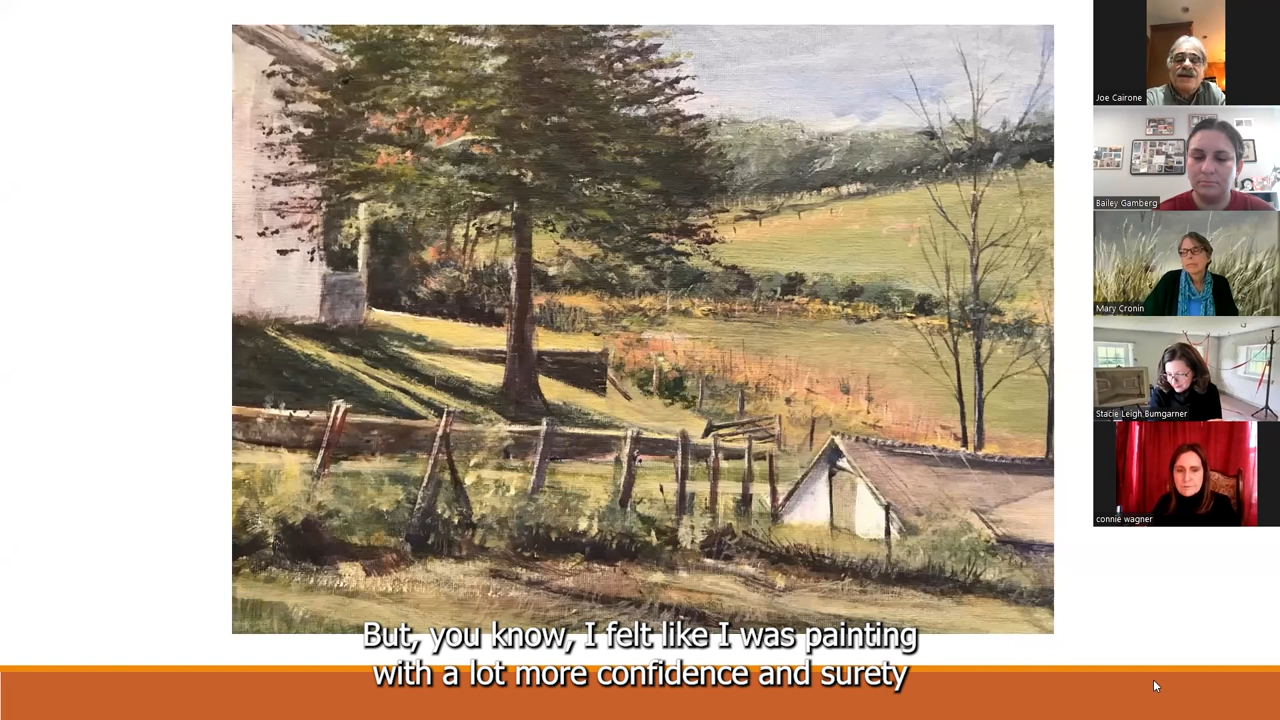 Joe Cairone
Bailey Gamberg
Mary Cronin
Stacie Leigh Bumgarner
connie wagner
But, you know, I felt like I was painting
with a lot more confidence and surety